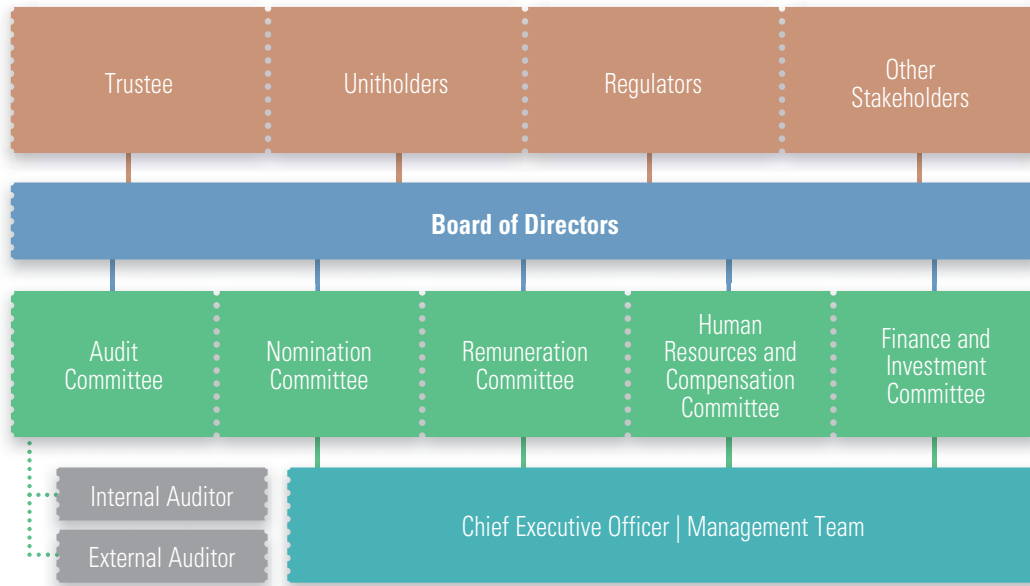 Trustee
Unitholders
Regulators
Other
Stakeholders
Board of Directors
Audit
Committee
Nomination
Committee
Remuneration
Committee
Human
Resources and
Compensation
Committee
Finance and
Investment
Committee
Internal Auditor
External Auditor
Chief Executive Officer | Management Team